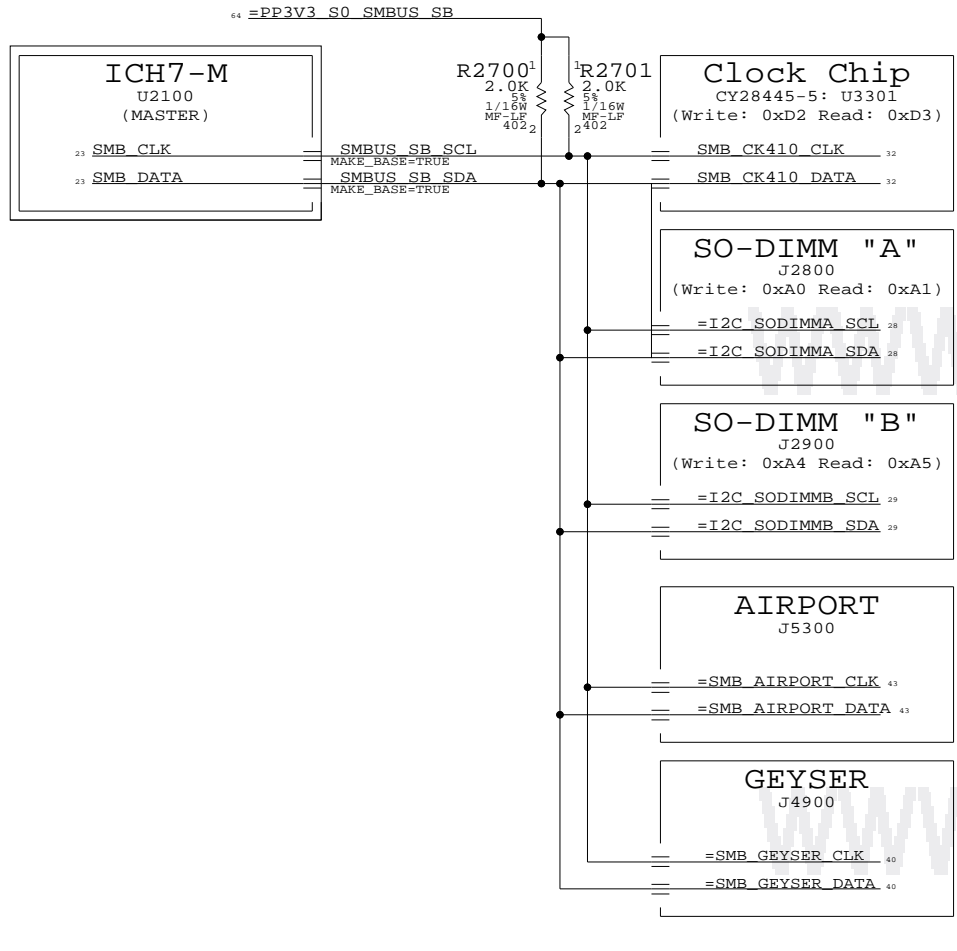 64 =PP3V3_S0_SMBUS_SB
ICH7-M
U2100
(MASTER)
23 SMB_CLK
23 SMB_DATA
SMBUS_SB_SCL
MAKE_BASE=TRUE
SMBUS_SB_SDA
MAKE_BASE=TRUE
R2700 1
2.0K
5%
1/16W
MF-LF
402 2
1 R2701
2.0K
5%
1/16W
MF-LF
2 402
Clock Chip
CY28445-5: U3301
(Write: 0xD2 Read: 0xD3)
SMB_CK410_CLK 32
SMB_CK410_DATA 32
SO-DIMM "A"
J2800
(Write: 0xA0 Read: 0xA1)
=I2C_SODIMMA_SCL 28
=I2C_SODIMMA_SDA 28
WWW
SO-DIMM "B"
J2900
(Write: 0xA4 Read: 0xA5)
=I2C_SODIMMB_SCL 29
=I2C_SODIMMB_SDA 29
AIRPORT
J5300
=SMB_AIRPORT_CLK 43
=SMB_AIRPORT_DATA 43
GEYSER
J4900
=SMB_GEYSER_CLK 40
=SMB_GEYSER_DATA 40
WWW